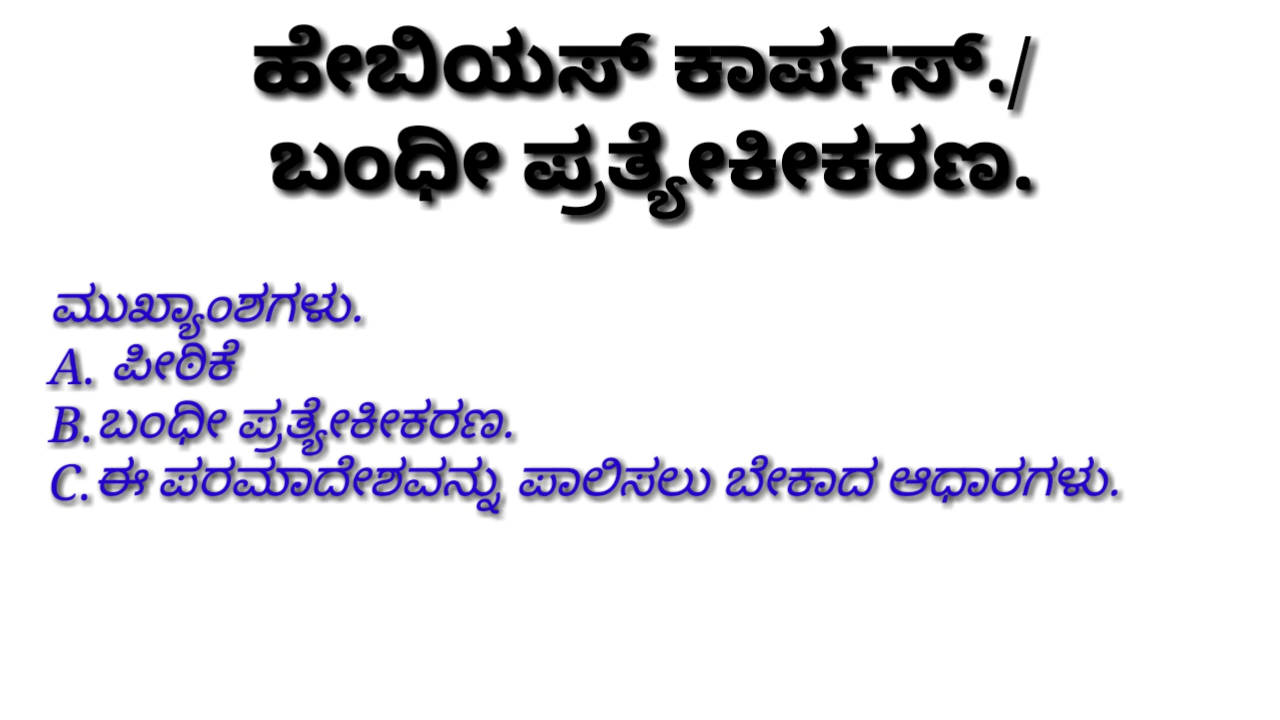 ಹೇಬಿಯಸ್ ಕಾರ್ಪಸ್./
ಬಂಧೀ ಪ್ರತ್ಯೇಕೀಕರಣ.
ಮುಖ್ಯಾಂಶಗಳು.
A. ಪೀಠಿಕೆ
B.ಬಂಧೀ ಪ್ರತ್ಯೇಕೀಕರಣ.
C.ಈ ಪರಮಾದೇಶವನ್ನು ಪಾಲಿಸಲು ಬೇಕಾದ ಆಧಾರಗಳು.